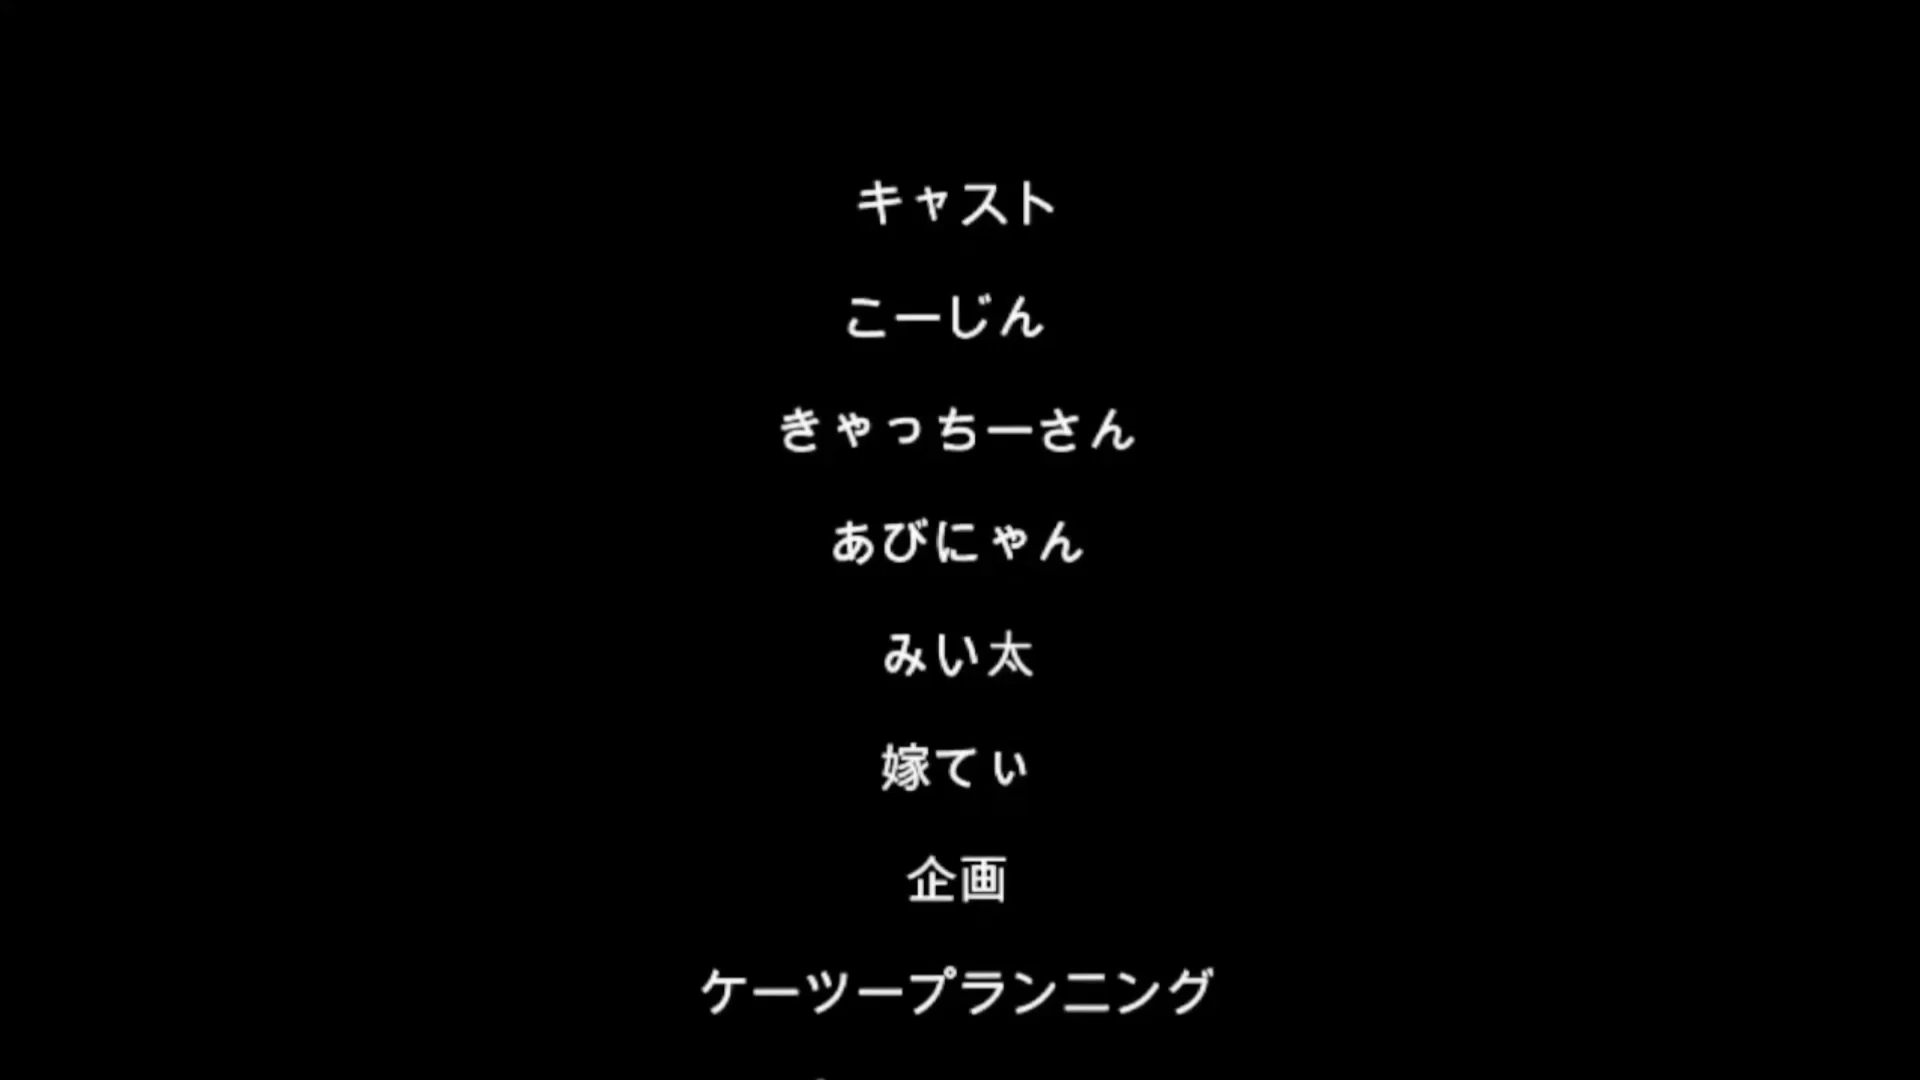 キャスト
こーじん
きゃっちーさん
あびにゃん
みい太
嫁てぃ
企画
ケーツープランニング